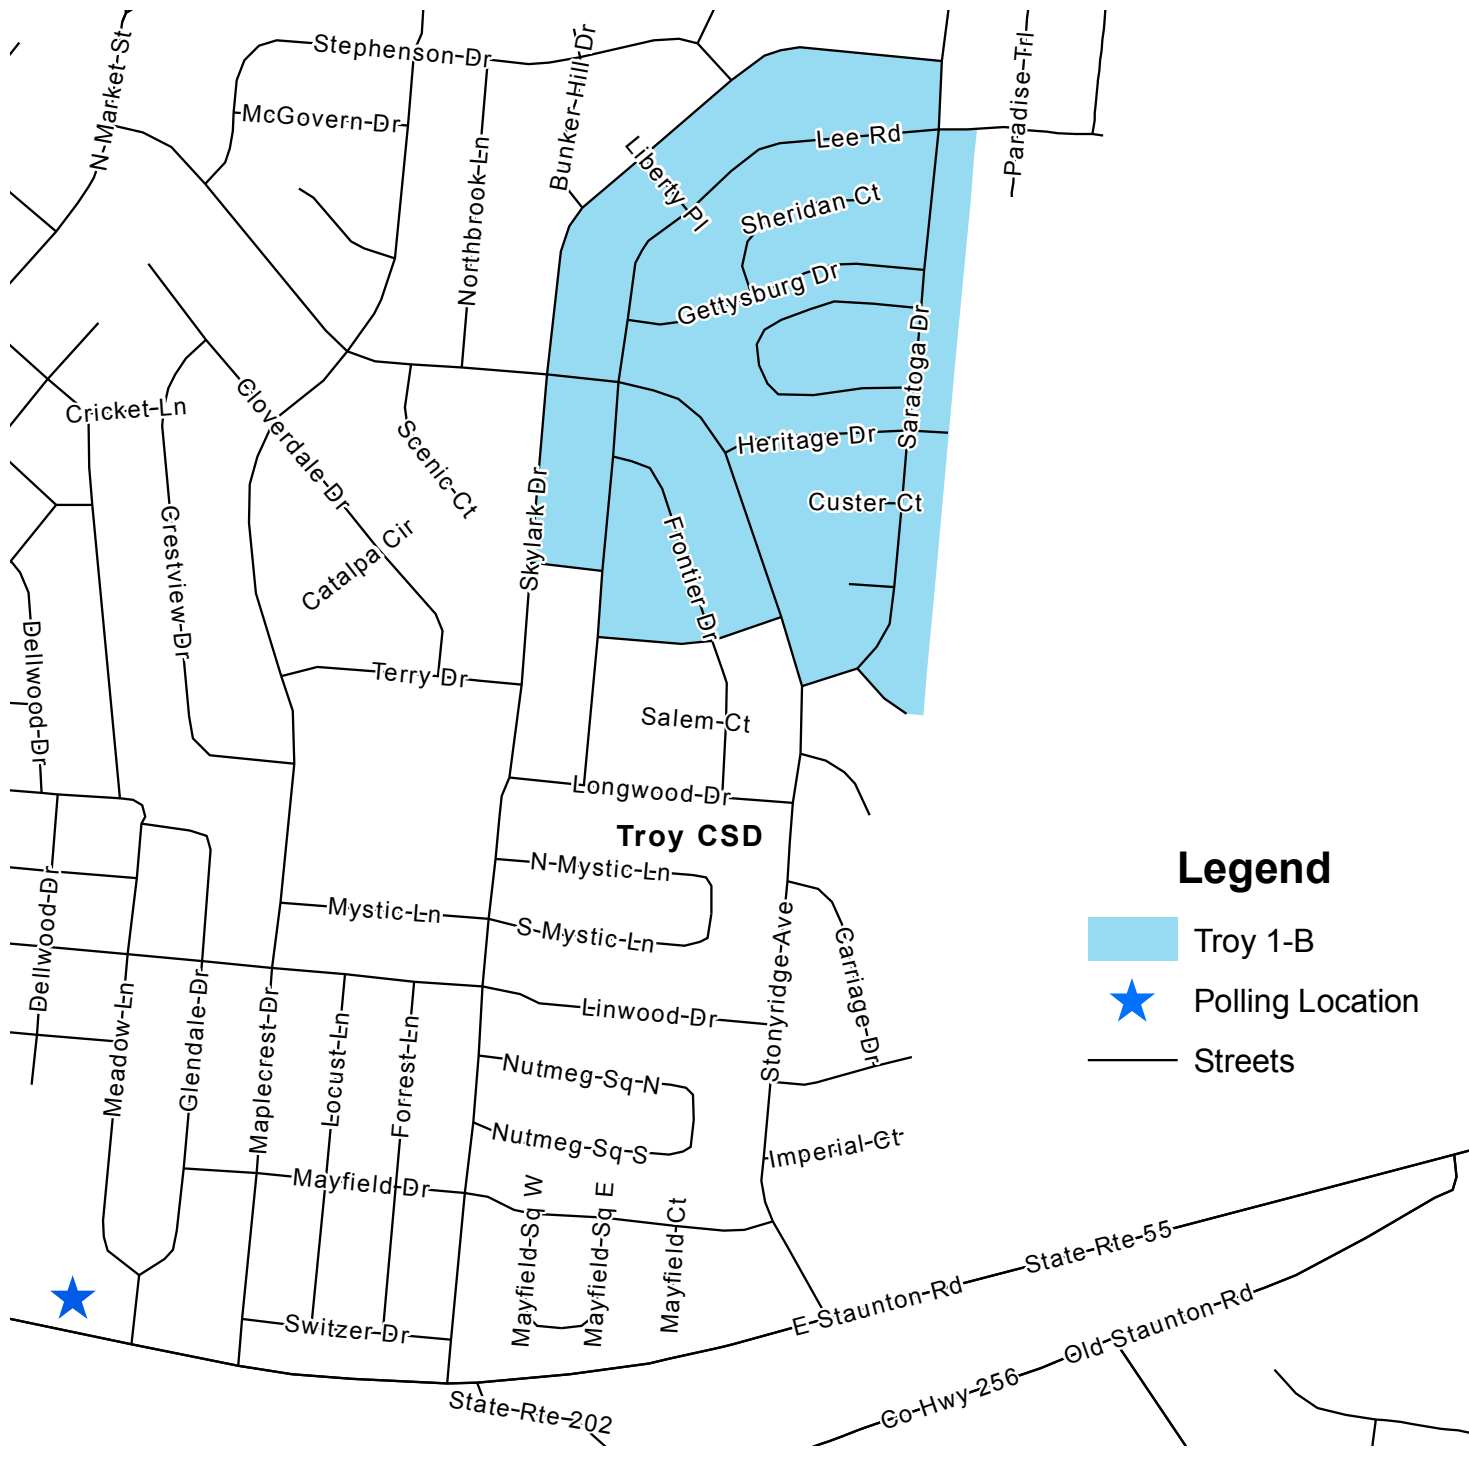 N-Market-St
Stephenson-Dr
McGovern-Dr
Bunker-Hill-Dr
Northbrook-Ln
Liberty-Pl
Lee Rd
Paradise-Trl
Sheridan-Ct
Gettysburg Dr
Saratoga-Dr
Heritage Dr
Custer-Ct
Cricket-Ln
Cloverdale-Dr
Scenic-Ct
Skylark-Dr
Frontier-Dr
Catalpa Cir
Crestview-Dr
Dellwood-Dr
Terry-Dr
Salem-Ct
Longwood-Dr
Troy CSD
N-Mystic-Ln
Mystic-Ln
S-Mystic-Ln
Dellwood-Dr
Meadow-Ln
Glendale-Dr
Maplecrest-Dr
Locust-Ln
Forrest-Ln
Linwood-Dr
Stonyridge-Ave
Carriage-Dr
Nutmeg-Sq-N
Nutmeg-Sq-S
Imperial-Ct
Mayfield-Dr
Mayfield-Sq W
Mayfield-Sq E
Mayfield-Ct
Switzer-Dr
E-Staunton-Rd
State-Rte-55
Old-Staunton-Rd
Co-Hwy-256
State-Rte-202
Legend
Troy 1-B
Polling Location
Streets